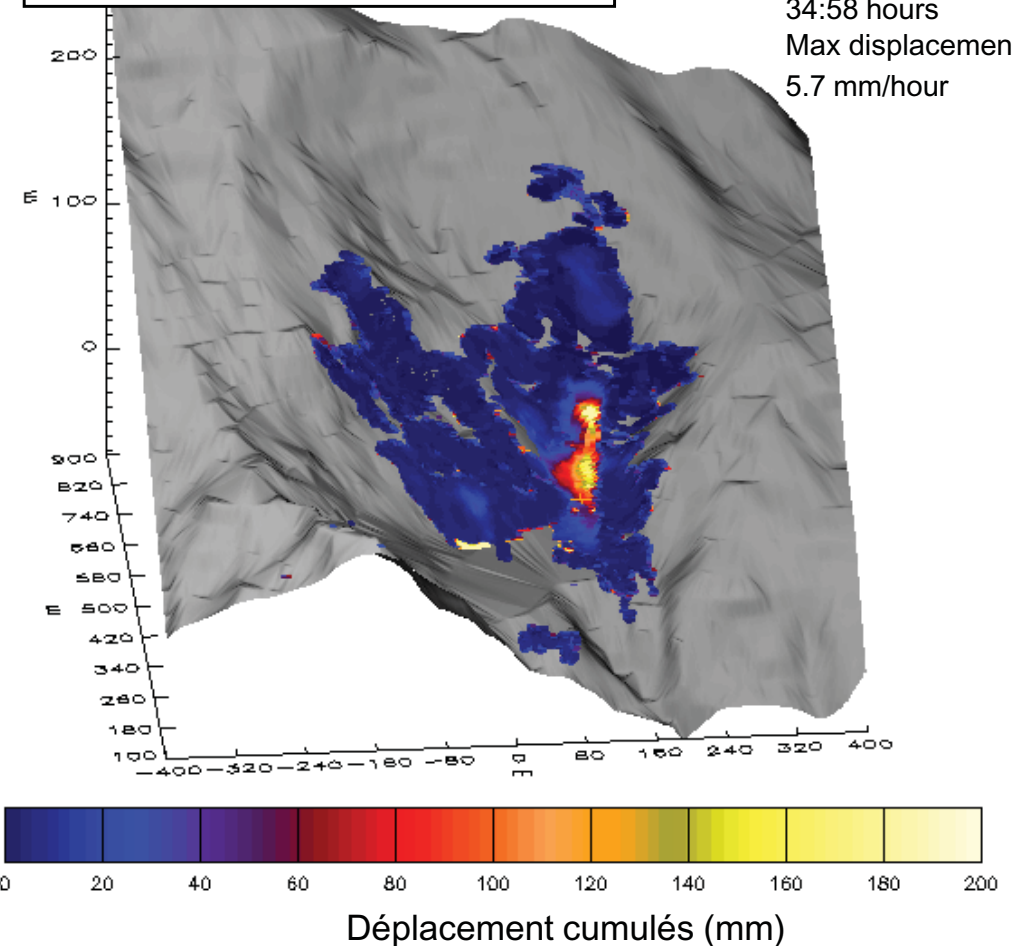 34:58 hours
Max displacemen
5.7 mm/hour
200
m 100
0
900
820
740
660
580
m 500
420
340
260
180
100
-400 -320 -240 -160 -80 0 80 160 240 320 400
m
0 20 40 60 80 100 120 140 160 180 200
Déplacement cumulés (mm)